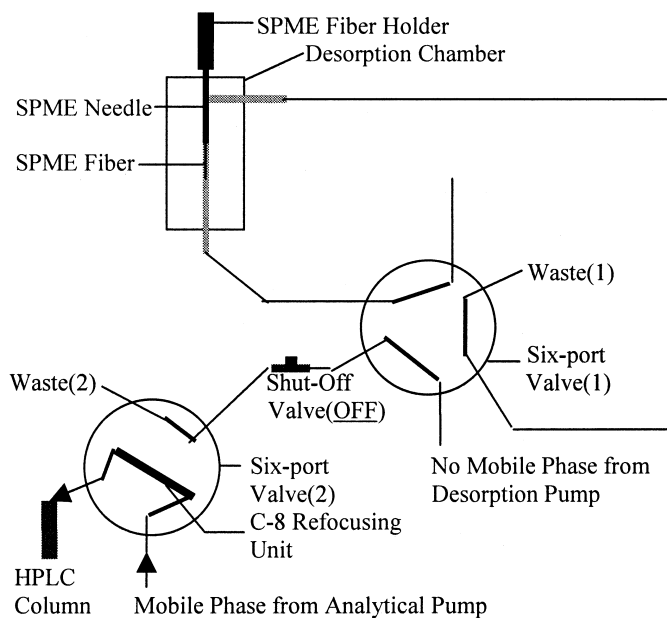 SPME Fiber Holder
Desorption Chamber
SPME Needle
SPME Fiber
Waste(1)
Six-port
Valve(1)
Shut-Off
Valve(OFF)
Waste(2)
Six-port
Valve(2)
C-8 Refocusing
Unit
No Mobile Phase from
Desorption Pump
HPLC
Column
Mobile Phase from Analytical Pump